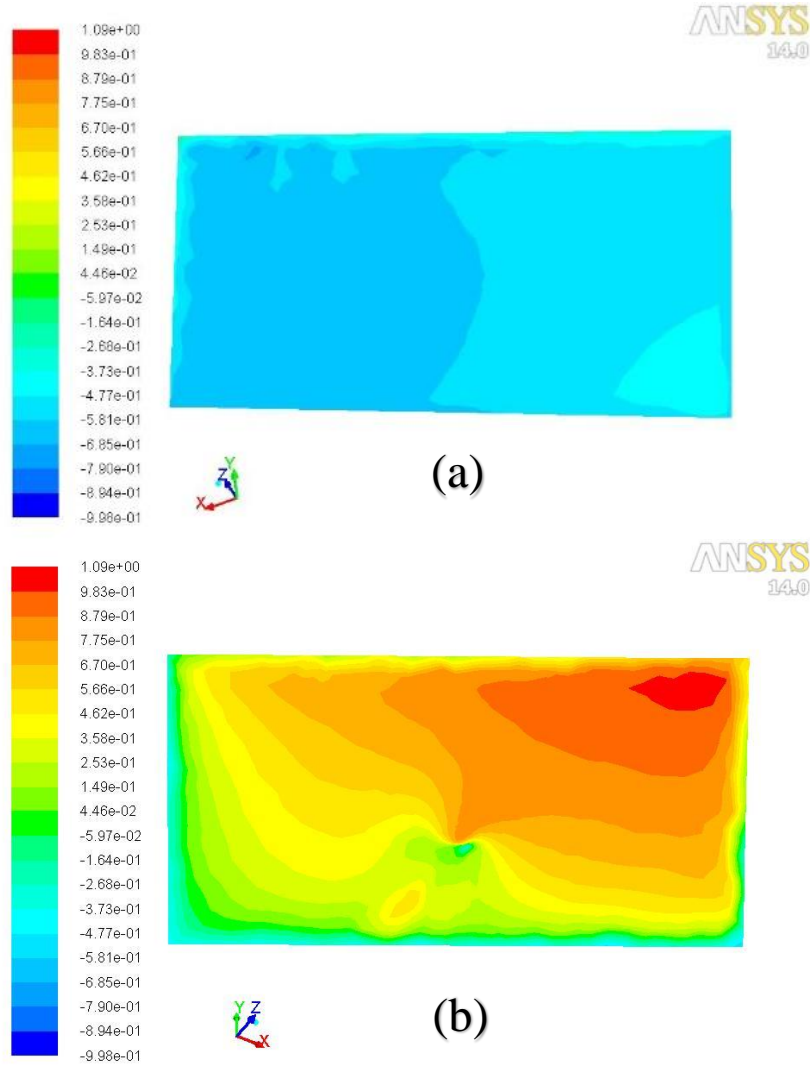 ANSYS
14.0
1.09e+00
9.83e-01
8.79e-01
7.75e-01
6.70e-01
5.66e-01
4.62e-01
3.58e-01
2.53e-01
1.49e-01
4.46e-02
-5.97e-02
-1.64e-01
-2.68e-01
-3.73e-01
-4.77e-01
-5.81e-01
-6.85e-01
-7.90e-01
-8.94e-01
-9.98e-01
Y
Z
X
(a)
ANSYS
14.0
1.09e+00
9.83e-01
8.79e-01
7.75e-01
6.70e-01
5.66e-01
4.62e-01
3.58e-01
2.53e-01
1.49e-01
4.46e-02
-5.97e-02
-1.64e-01
-2.68e-01
-3.73e-01
-4.77e-01
-5.81e-01
-6.85e-01
-7.90e-01
-8.94e-01
-9.98e-01
Y Z
X
(b)